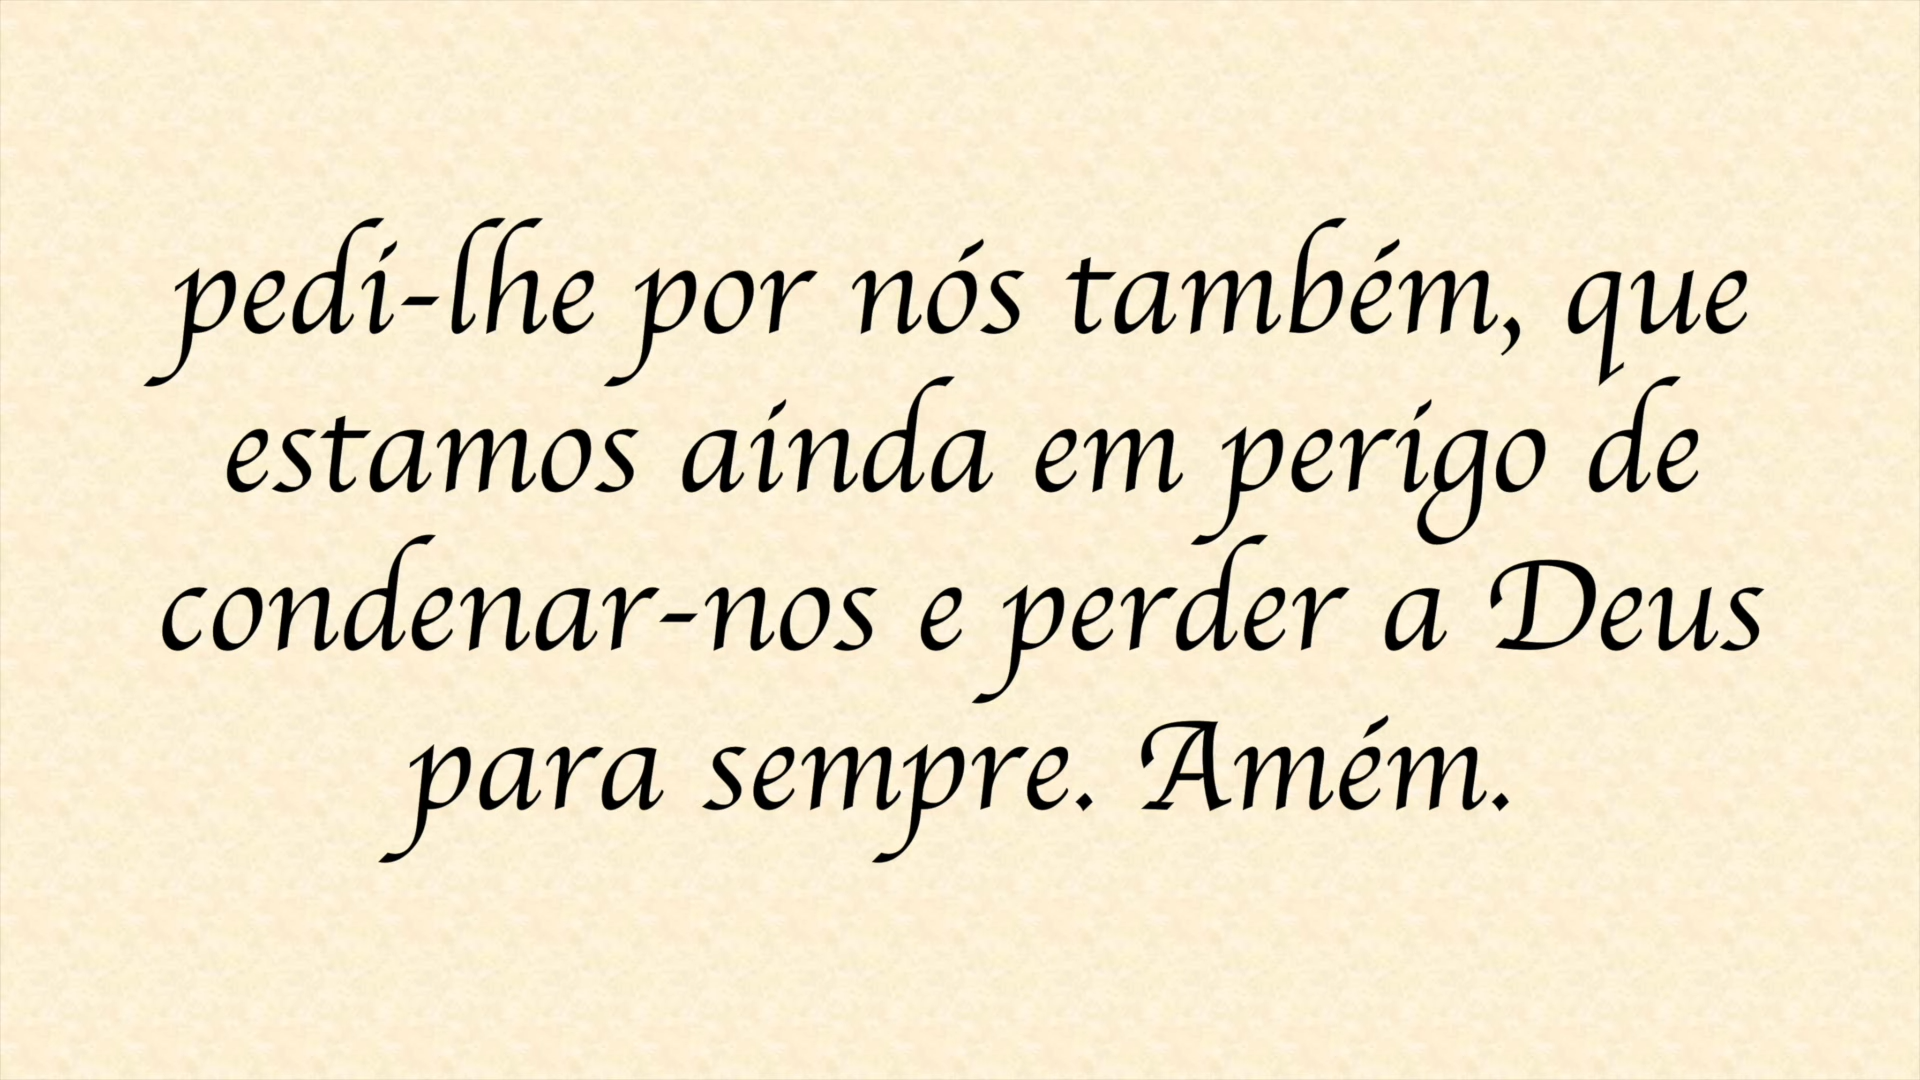 pedi-lhe por nós também, que
estamos ainda em perigo de
condenar-nos e perder a Deus
para sempre. Amém.